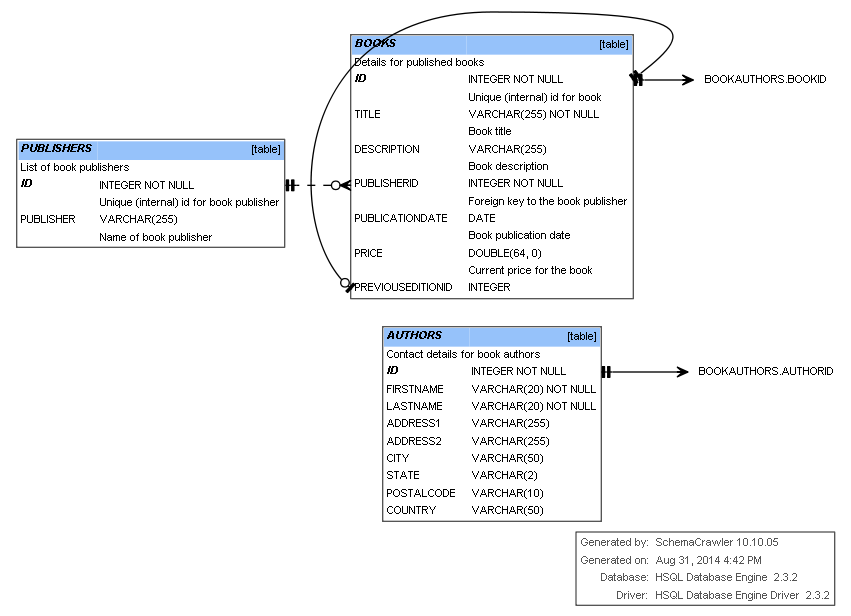 BOOKS [table]
Details for published books
ID INTEGER NOT NULL
Unique (internal) id for book
TITLE VARCHAR(255) NOT NULL
Book title
DESCRIPTION VARCHAR(255)
Book description
PUBLISHERID INTEGER NOT NULL
Foreign key to the book publisher
PUBLICATIONDATE DATE
Book publication date
PRICE DOUBLE(64, 0)
Current price for the book
PREVIOUSEDITIONID INTEGER
BOOKAUTHORS.BOOKID
PUBLISHERS [table]
List of book publishers
ID INTEGER NOT NULL
Unique (internal) id for book publisher
PUBLISHER VARCHAR(255)
Name of book publisher
AUTHORS [table]
Contact details for book authors
ID INTEGER NOT NULL
FIRSTNAME VARCHAR(20) NOT NULL
LASTNAME VARCHAR(20) NOT NULL
ADDRESS1 VARCHAR(255)
ADDRESS2 VARCHAR(255)
CITY VARCHAR(50)
STATE VARCHAR(2)
POSTALCODE VARCHAR(10)
COUNTRY VARCHAR(50)
BOOKAUTHORS.AUTHORID
Generated by: SchemaCrawler 10.10.05
Generated on: Aug 31, 2014 4:42 PM
Database: HSQL Database Engine 2.3.2
Driver: HSQL Database Engine Driver 2.3.2